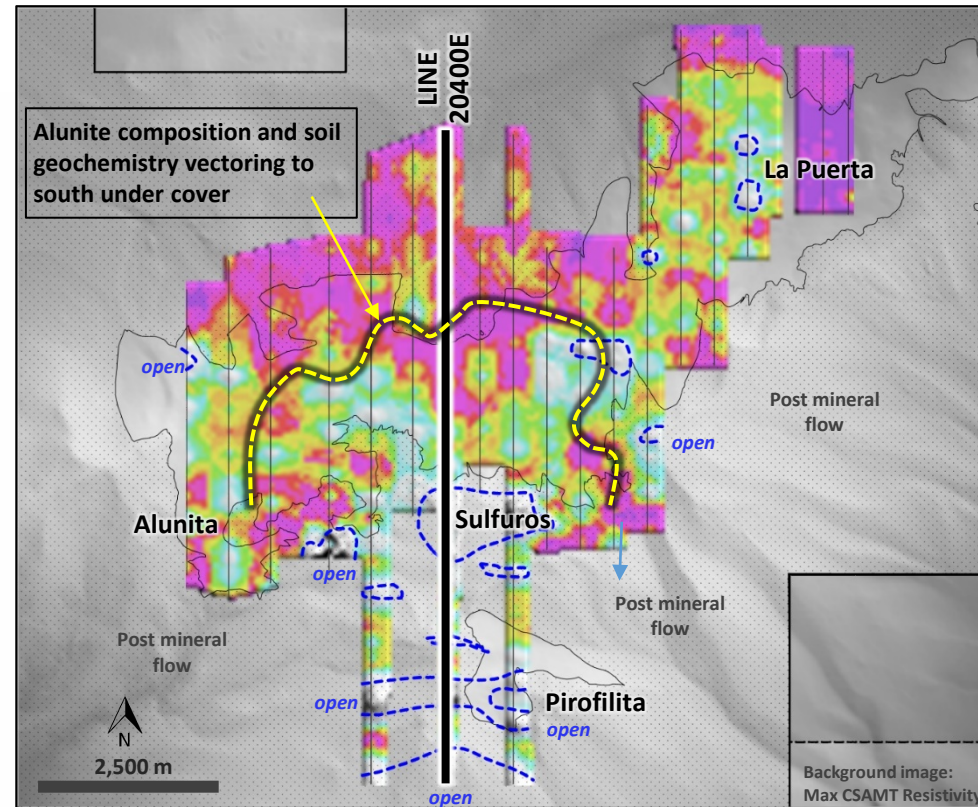 LINE
20400E
Alunite composition and soil
geochemistry vectoring to
south under cover
La Puerta
open
Post mineral
flow
open
Alunita
Sulfuros
open
Post mineral
flow
Post mineral
flow
open
Pirofilita
open
N
2,500 m
open
Background image:
Max CSAMT Resistivity